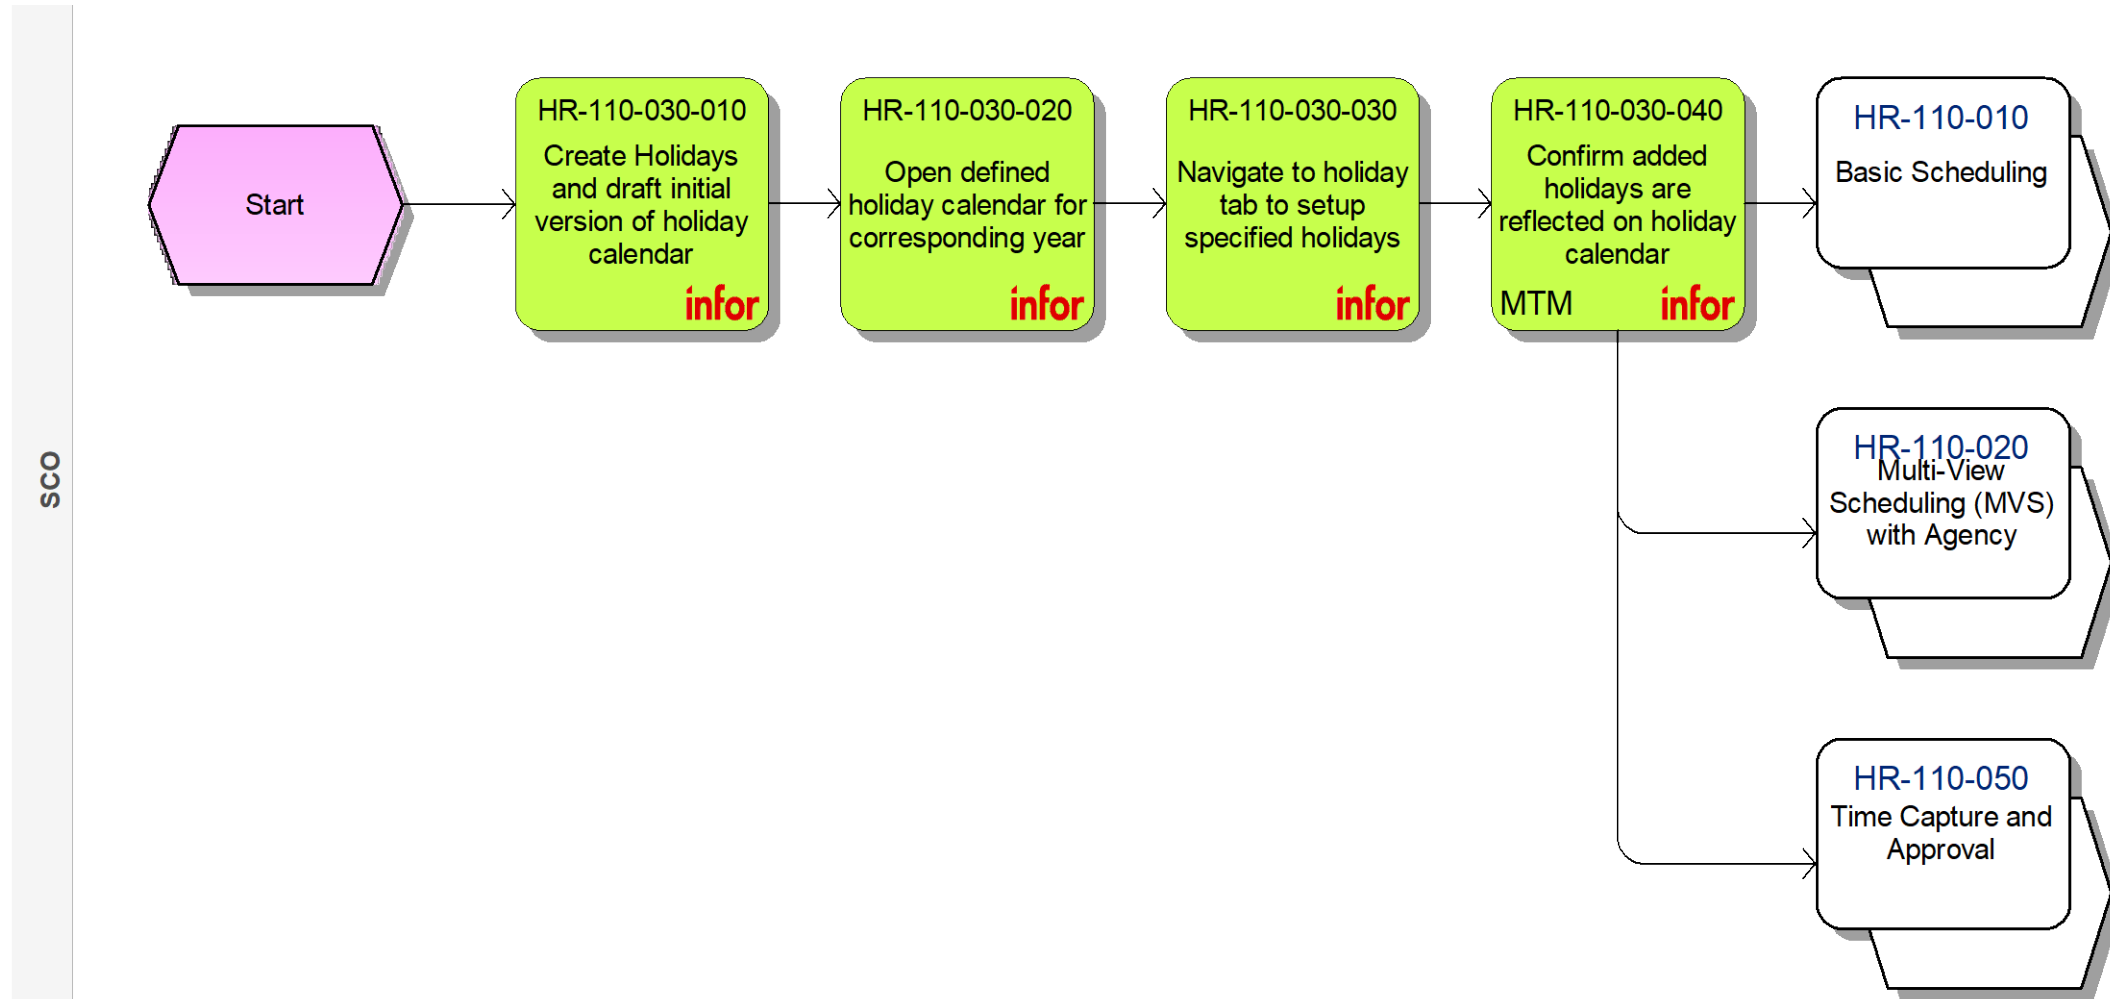 SCO
Start
HR-110-030-010
Create Holidays
and draft initial
version of holiday
calendar
infor
HR-110-030-020
Open defined
holiday calendar for
corresponding year
infor
HR-110-030-030
Navigate to holiday
tab to setup
specified holidays
infor
HR-110-030-040
Confirm added
holidays are
reflected on holiday
calendar
MTM
infor
HR-110-010
Basic Scheduling
HR-110-020
Multi-View
Scheduling (MVS)
with Agency
HR-110-050
Time Capture and
Approval